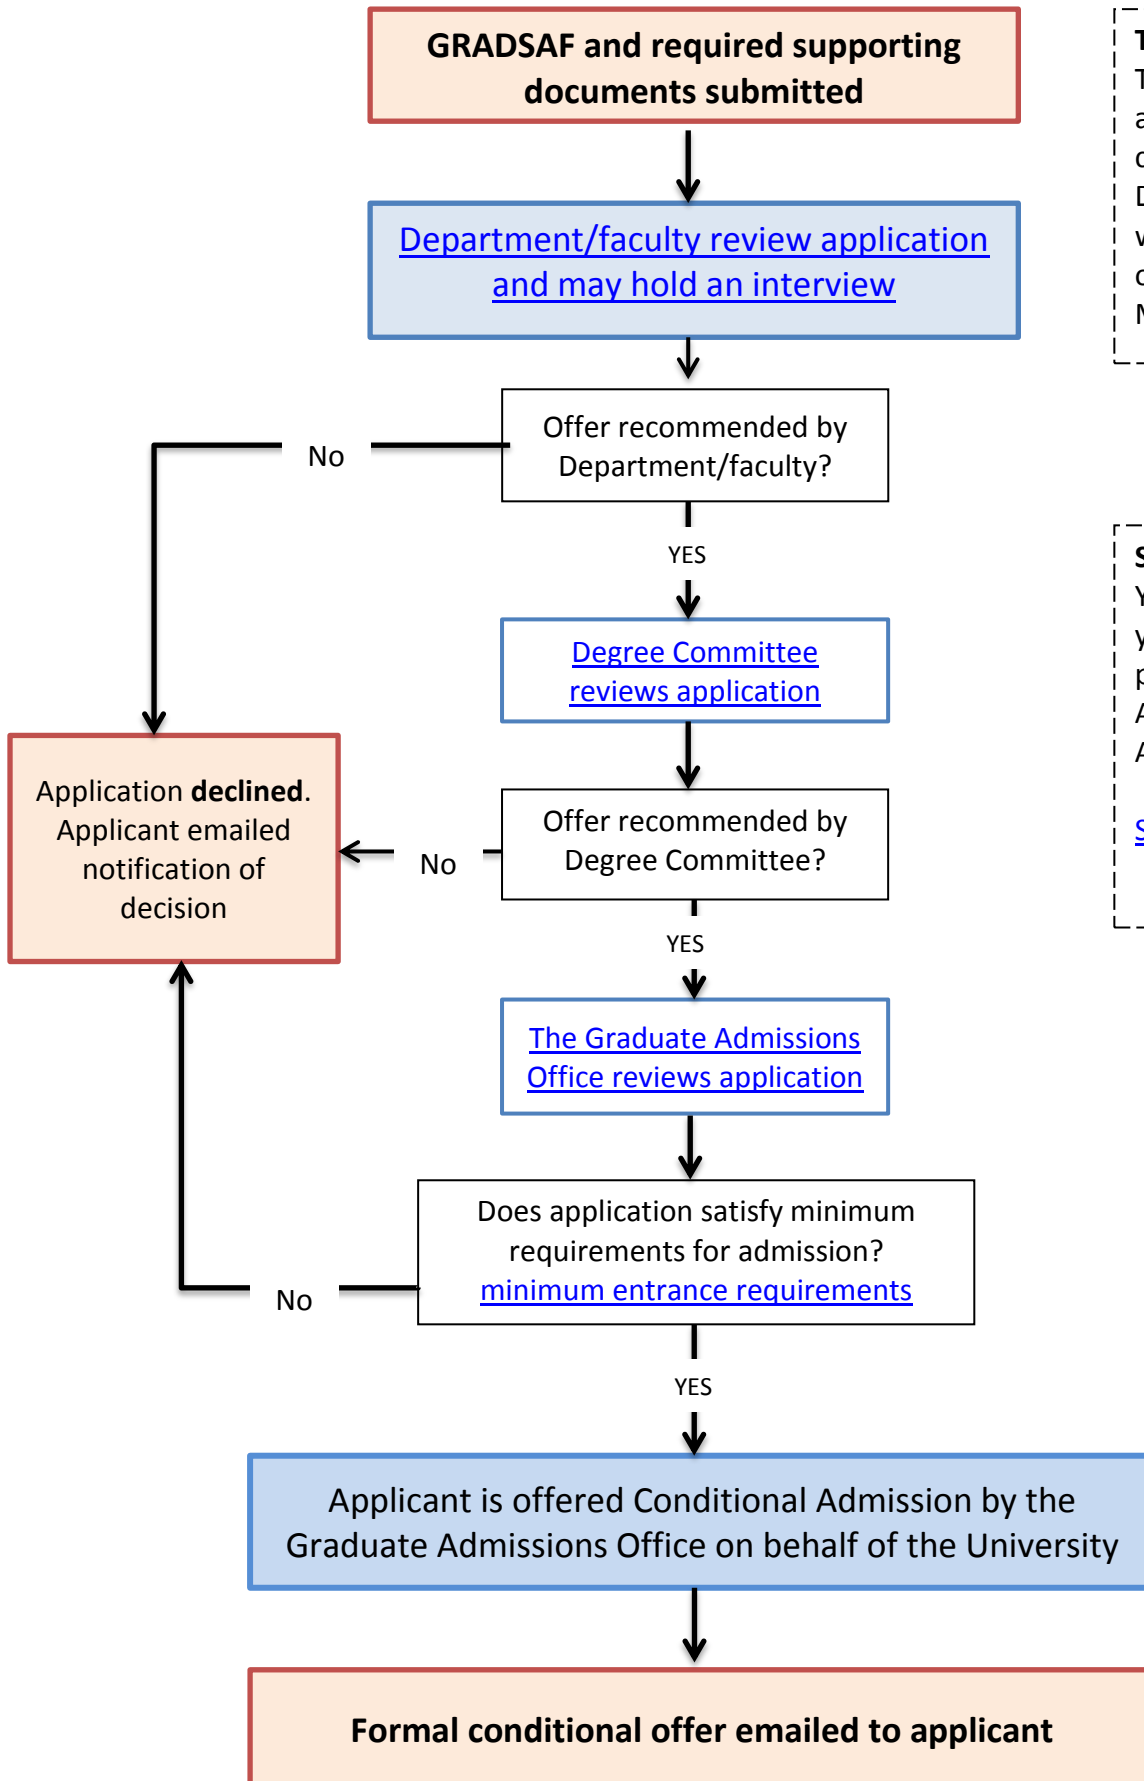 GRADSAF and required supporting
documents submitted
Department/faculty review application
and may hold an interview
Offer recommended by
Department/faculty?
No
YES
Degree Committee
reviews application
Offer recommended by
Degree Committee?
No
Application declined.
Applicant emailed
notification of
decision
YES
The Graduate Admissions
Office reviews application
Does application satisfy minimum
requirements for admission?
minimum entrance requirements
No
YES
Applicant is offered Conditional Admission by the
Graduate Admissions Office on behalf of the University
Formal conditional offer emailed to applicant